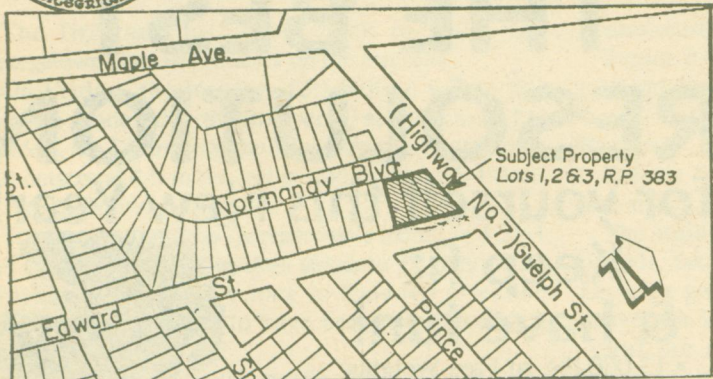 Maple Ave.
(Highway No. 7) Guelph St.
Subject Property
Lots 1, 2 & 3, R.P. 383
Normandy Blvd.
St.
Edward St.
Prince
N